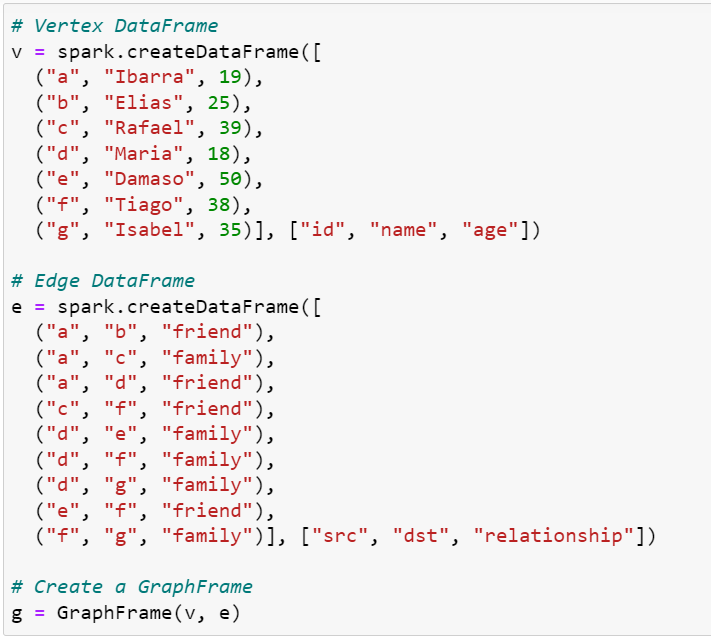 # Vertex DataFrame
v = spark.createDataFrame([
  ("a", "Ibarra", 19),
  ("b", "Elias", 25),
  ("c", "Rafael", 39),
  ("d", "Maria", 18),
  ("e", "Damaso", 50),
  ("f", "Tiago", 38),
  ("g", "Isabel", 35)], ["id", "name", "age"])

# Edge DataFrame
e = spark.createDataFrame([
  ("a", "b", "friend"),
  ("a", "c", "family"),
  ("a", "d", "friend"),
  ("c", "f", "friend"),
  ("d", "e", "family"),
  ("d", "f", "family"),
  ("d", "g", "family"),
  ("e", "f", "friend"),
  ("f", "g", "family")], ["src", "dst", "relationship"])

# Create a GraphFrame
g = GraphFrame(v, e)